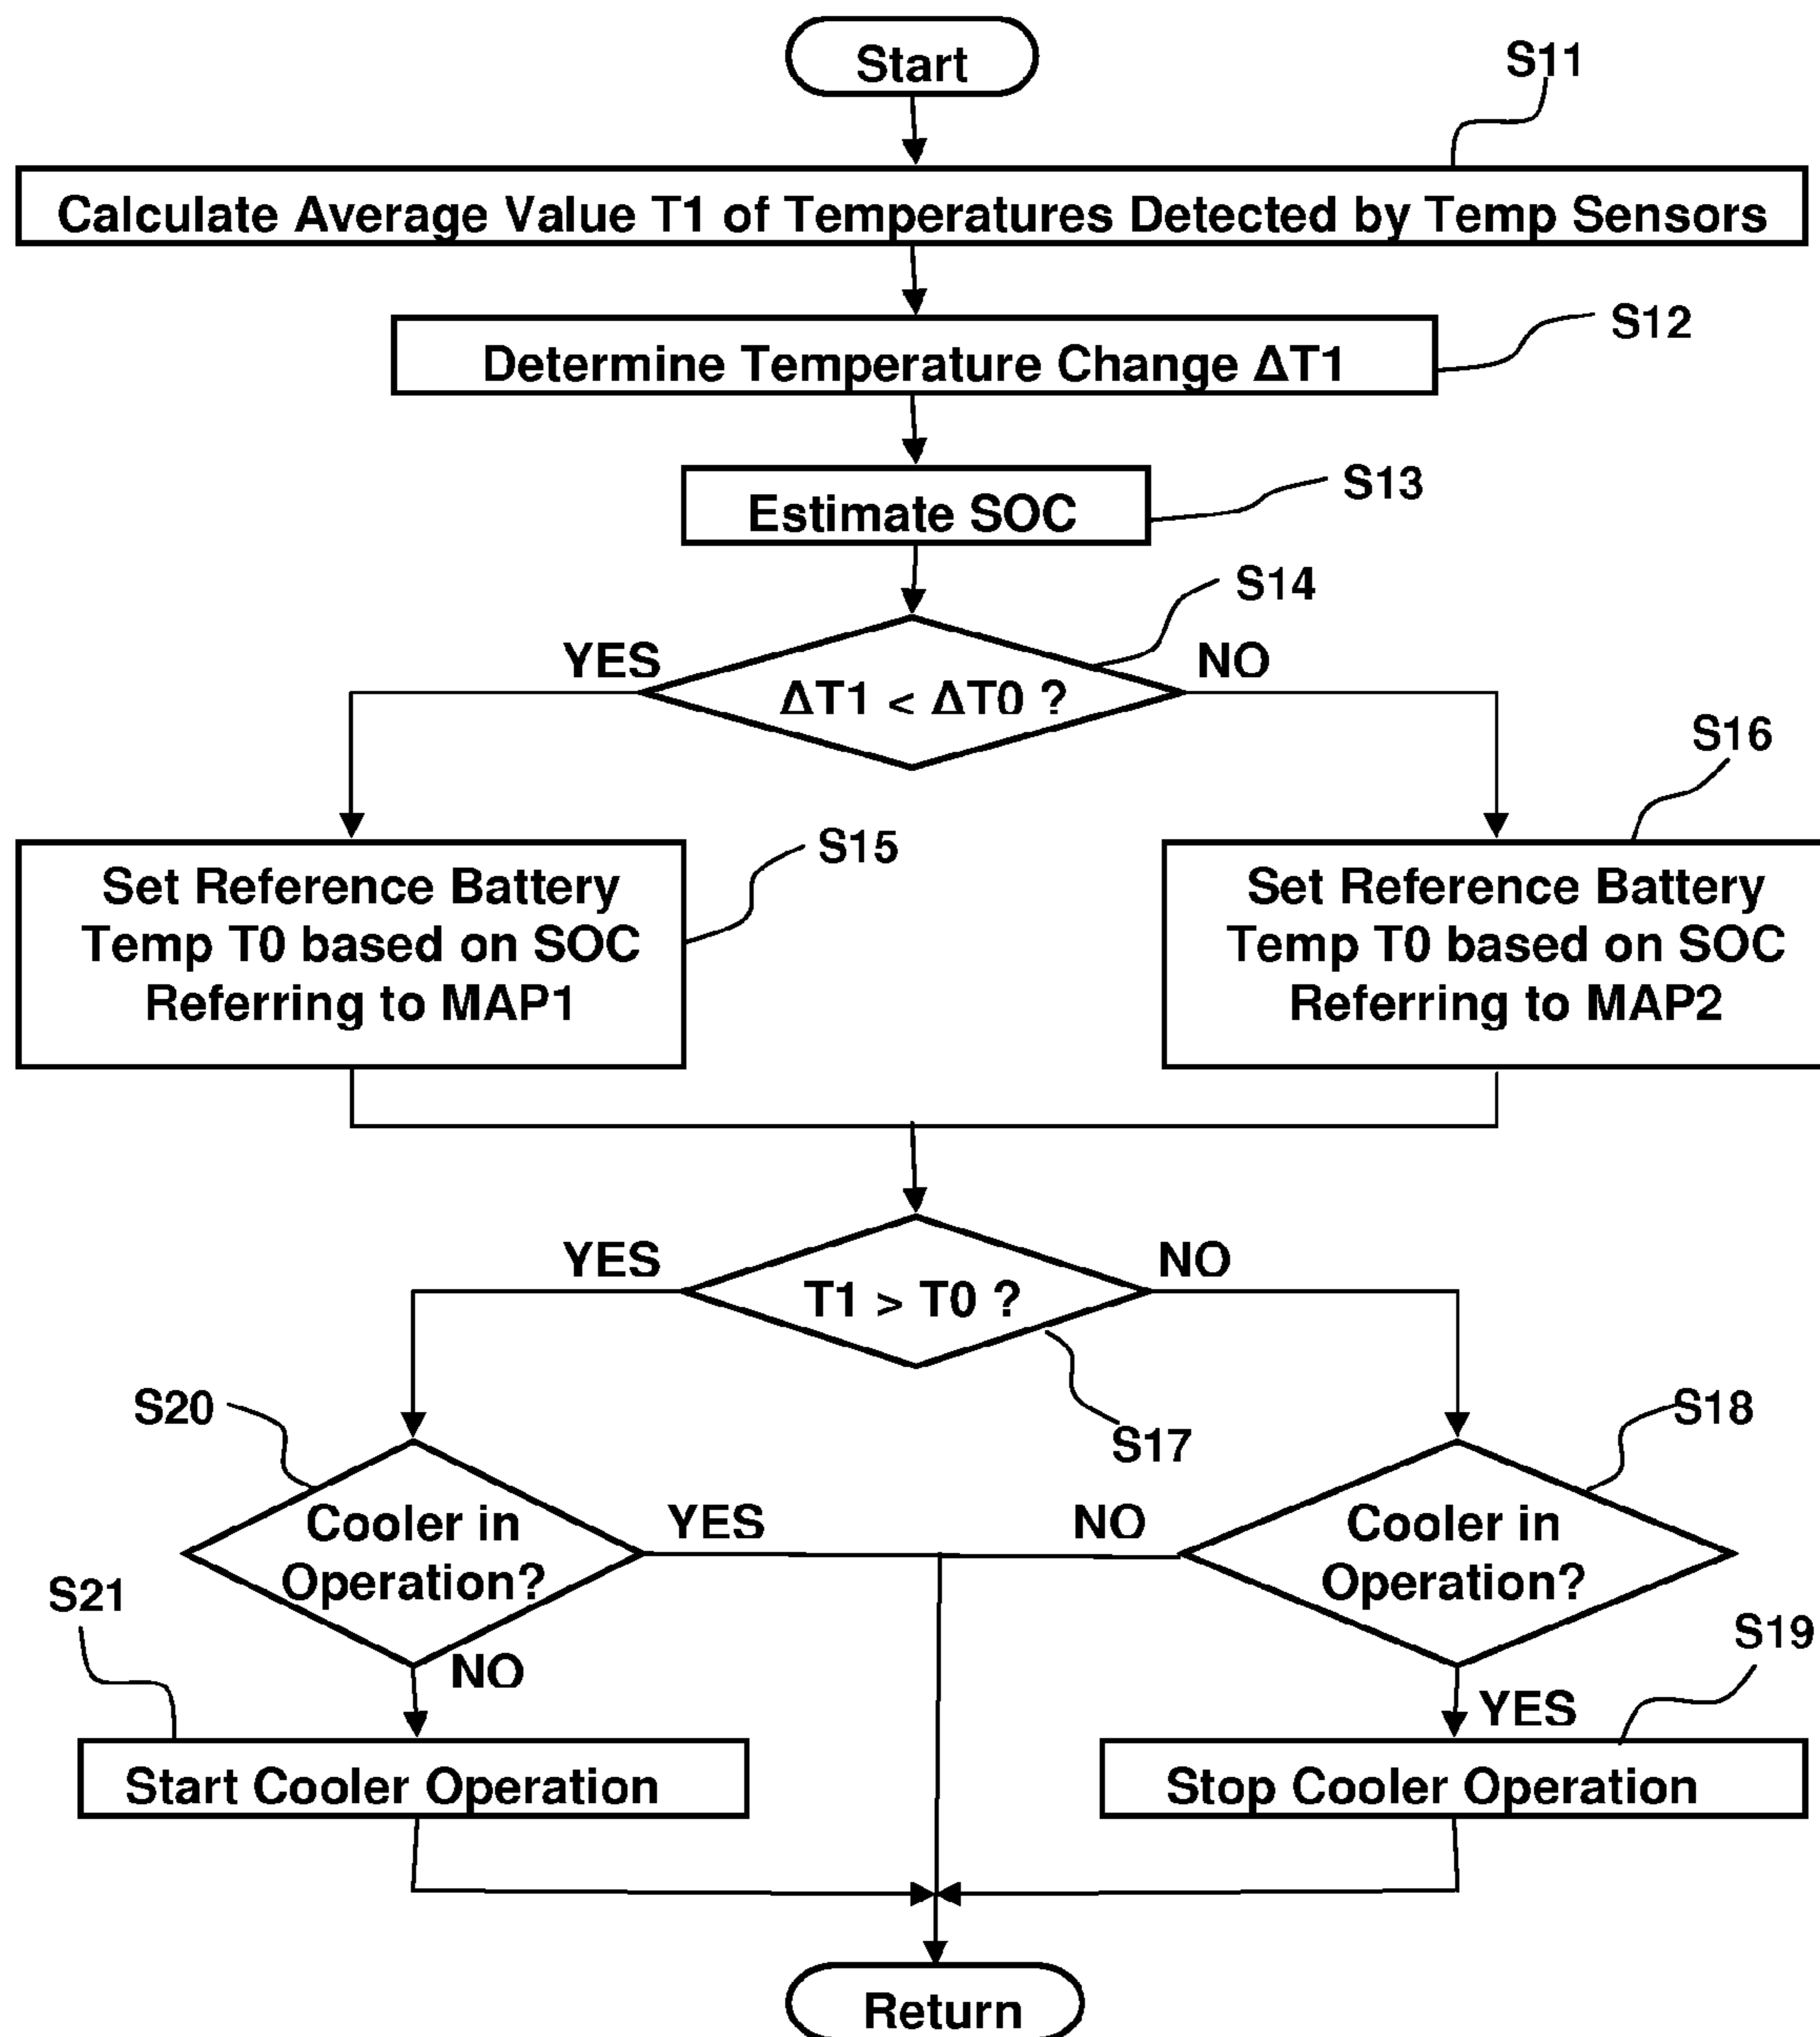 Start
S11
Calculate Average Value T1 of Temperatures Detected by Temp Sensors
S12
Determine Temperature Change ΔT1
S13
Estimate SOC
S14
YES
NO
ΔT1 < ΔT0 ?
S16
S15
Set Reference Battery
Temp T0 based on SOC
Referring to MAP1
Set Reference Battery
Temp T0 based on SOC
Referring to MAP2
YES
NO
T1 > T0 ?
S20
S17
S18
Cooler in
Operation?
YES
NO
Cooler in
Operation?
S21
S19
NO
YES
Start Cooler Operation
Stop Cooler Operation
Return